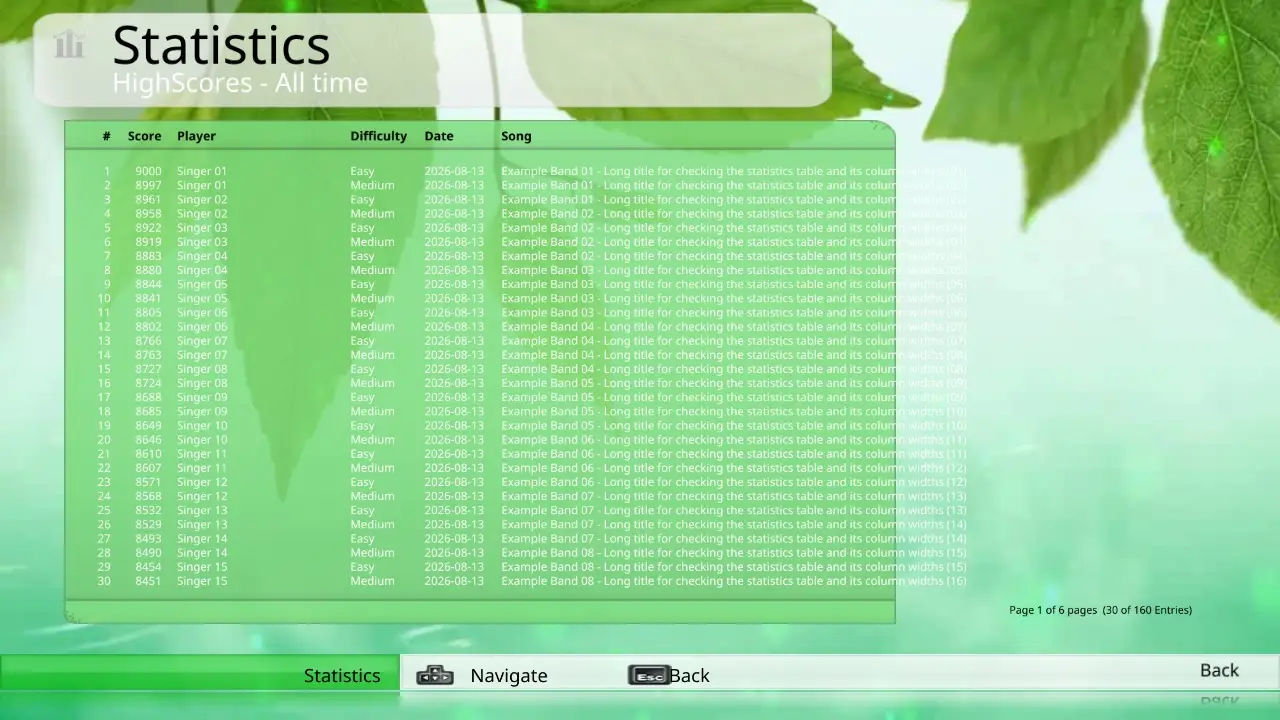 Statistics
HighScores - All time
# Score Player Difficulty Date Song
1 9000 Singer 01 Easy 2026-08-13 Example Band 01 - Long title for checking the statistics table and its column widths (01)
2 8997 Singer 01 Medium 2026-08-13 Example Band 01 - Long title for checking the statistics table and its column
3 8961 Singer 02 Easy 2026-08-13 Example Band 01 - Long title for checking the statistics table and its column
4 8958 Singer 02 Medium 2026-08-13 Example Band 02 - Long title for checking the statistics table and its column
5 8922 Singer 03 Easy 2026-08-13 Example Band 02 - Long title for checking the statistics table and its column
6 8919 Singer 03 Medium 2026-08-13 Example Band 02 - Long title for checking the statistics table and its column
7 8883 Singer 04 Easy 2026-08-13 Example Band 02 - Long title for checking the statistics table and its column widths (04)
8 8880 Singer 04 Medium 2026-08-13 Example Band 03 - Long title for checking the statistics table and its column widths (05)
9 8844 Singer 05 Easy 2026-08-13 Example Band 03 - Long title for checking the statistics table and its column widths (05)
10 8841 Singer 05 Medium 2026-08-13 Example Band 03 - Long title for checking the statistics table and its column widths (06)
11 8805 Singer 06 Easy 2026-08-13 Example Band 03 - Long title for checking the statistics table and its column widths (06)
12 8802 Singer 06 Medium 2026-08-13 Example Band 04 - Long title for checking the statistics table and its column widths (07)
13 8766 Singer 07 Easy 2026-08-13 Example Band 04 - Long title for checking the statistics table and its column widths (07)
14 8763 Singer 07 Medium 2026-08-13 Example Band 04 - Long title for checking the statistics table and its column widths (08)
15 8727 Singer 08 Easy 2026-08-13 Example Band 04 - Long title for checking the statistics table and its column widths (08)
16 8724 Singer 08 Medium 2026-08-13 Example Band 05 - Long title for checking the statistics table and its column widths (09)
17 8688 Singer 09 Easy 2026-08-13 Example Band 05 - Long title for checking the statistics table and its column widths (09)
18 8685 Singer 09 Medium 2026-08-13 Example Band 05 - Long title for checking the statistics table and its column widths (10)
19 8649 Singer 10 Easy 2026-08-13 Example Band 05 - Long title for checking the statistics table and its column widths (10)
20 8646 Singer 10 Medium 2026-08-13 Example Band 06 - Long title for checking the statistics table and its column widths (11)
21 8610 Singer 11 Easy 2026-08-13 Example Band 06 - Long title for checking the statistics table and its column widths (11)
22 8607 Singer 11 Medium 2026-08-13 Example Band 06 - Long title for checking the statistics table and its column widths (12)
23 8571 Singer 12 Easy 2026-08-13 Example Band 06 - Long title for checking the statistics table and its column widths (12)
24 8568 Singer 12 Medium 2026-08-13 Example Band 07 - Long title for checking the statistics table and its column widths (13)
25 8532 Singer 13 Easy 2026-08-13 Example Band 07 - Long title for checking the statistics table and its column widths (13)
26 8529 Singer 13 Medium 2026-08-13 Example Band 07 - Long title for checking the statistics table and its column widths (14)
27 8493 Singer 14 Easy 2026-08-13 Example Band 07 - Long title for checking the statistics table and its column widths (14)
28 8490 Singer 14 Medium 2026-08-13 Example Band 08 - Long title for checking the statistics table and its column widths (15)
29 8454 Singer 15 Easy 2026-08-13 Example Band 08 - Long title for checking the statistics table and its column widths (15)
30 8451 Singer 15 Medium 2026-08-13 Example Band 08 - Long title for checking the statistics table and its column widths (16)
Page 1 of 6 pages (30 of 160 Entries)
Statistics Navigate Esc Back Back